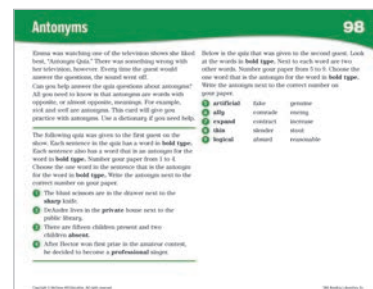 Antonyms
98
Emma was watching one of the television shows she liked
best, "Antonym Quiz." There was something wrong with
her television, however. Every time the guest would
answer the questions, the sound went off.
Can you help answer the quiz questions about antonyms?
All you need to know is that antonyms are words with
opposite, or almost opposite, meanings. For example,
evil and good are antonyms. This card will give you
practice with antonyms. Use a dictionary if you need help.
The following quiz was given to the first guest on the
show. Each sentence in the quiz has a word in bold type.
Each sentence also has a word that is an antonym for the
word in bold type. Number your paper from 1 to 4.
Choose the one word in the sentence that is the antonym
for the word in bold type. Write the antonym next to the
correct number on your paper.
1 The blunt scissors are in the drawer next to the
sharp knife.
2 DeAndre lives in the private house next to the
public library.
3 There are fifteen children present and two
children absent.
4 After Hector won first prize in the amateur contest,
he decided to become a professional singer.
Below is the quiz that was given to the second guest. Look
at the words in bold type. Next to each word are two
other words. Number your paper from 5 to 9. Choose the
one word that is the antonym for the word in bold type.
Write the antonym next to the correct number on
your paper.
5 artificial fake genuine
6 ally comrade enemy
7 expand contract increase
8 thin slender stout
9 logical absurd reasonable